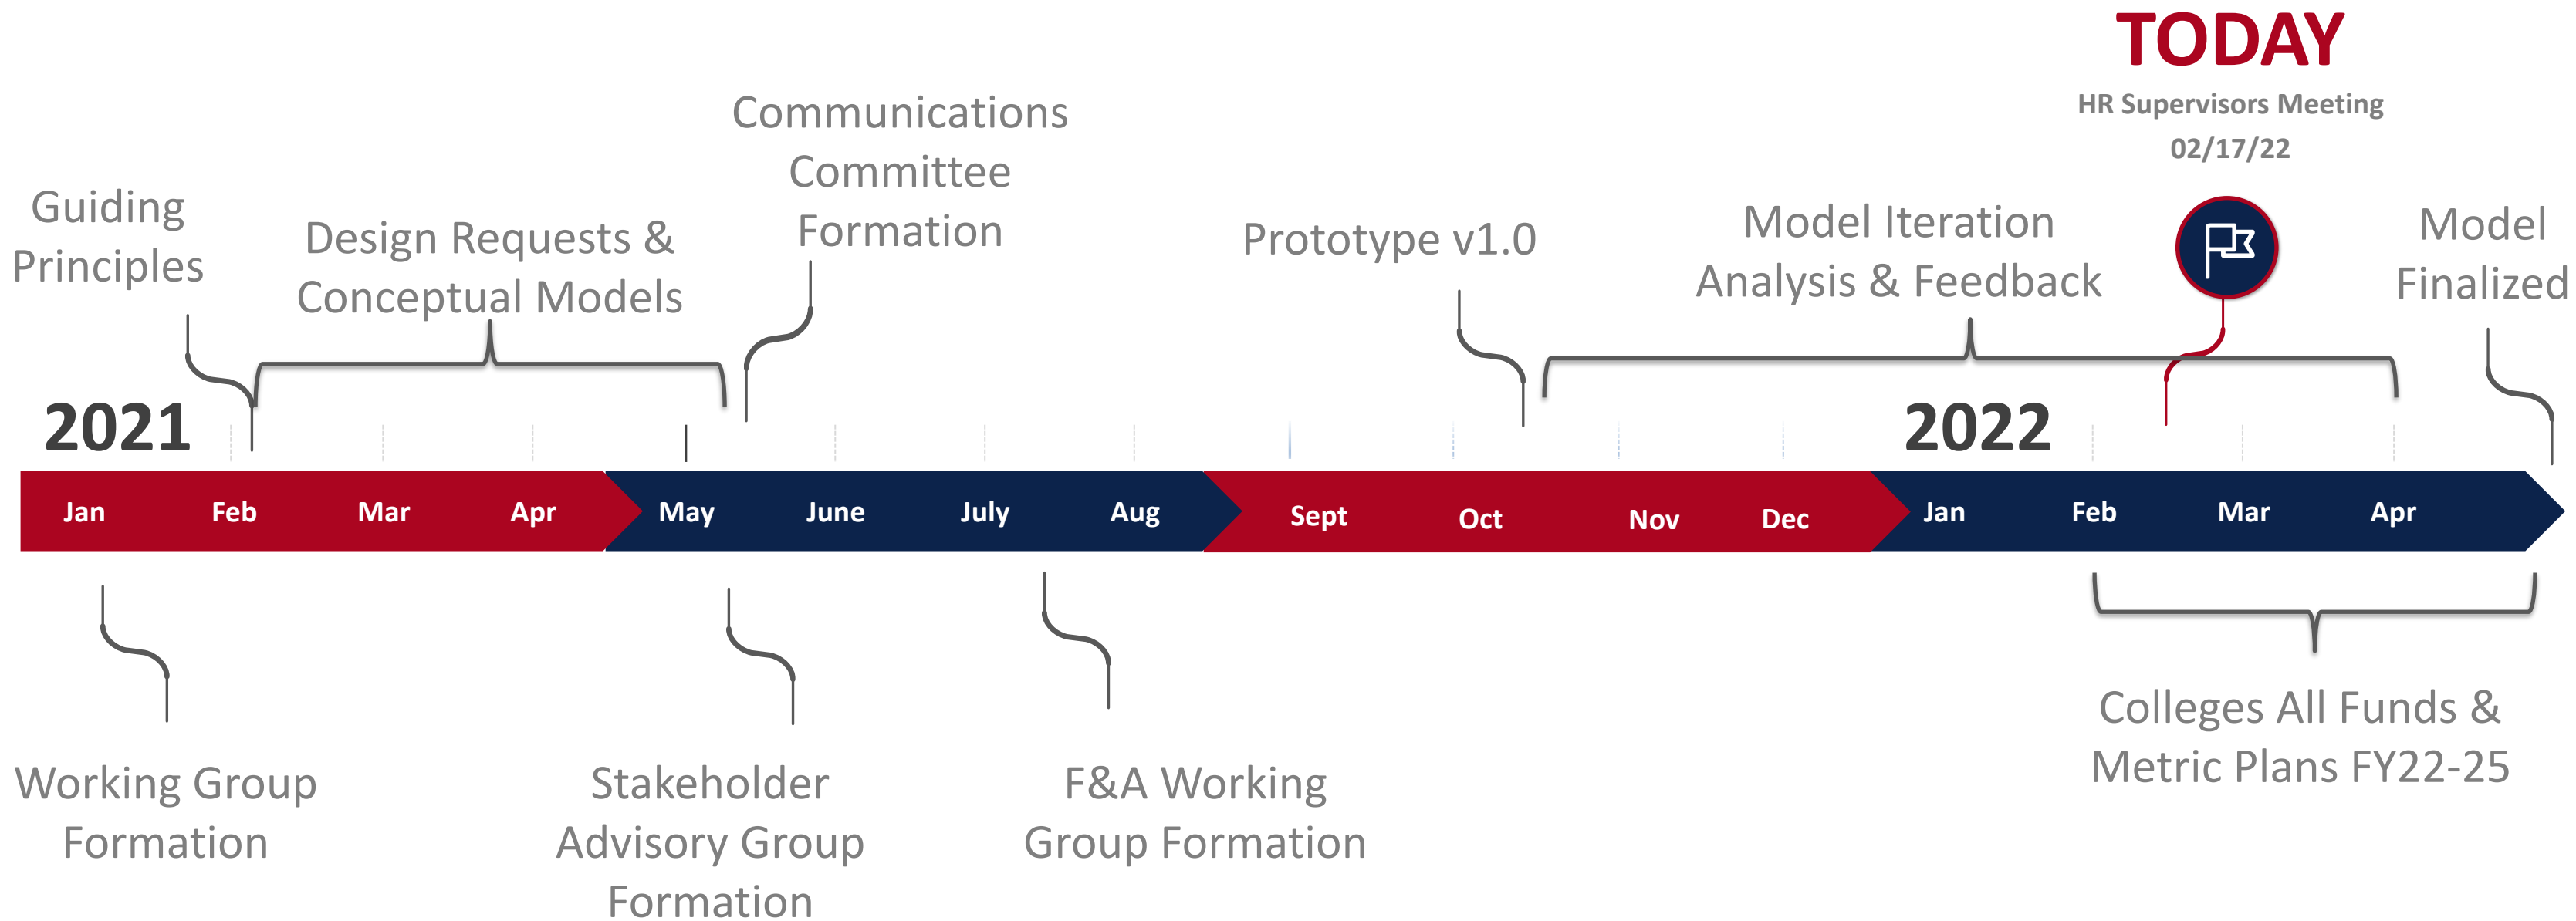 TODAY
HR Supervisors Meeting
02/17/22
Guiding
Principles
Design Requests &
Conceptual Models
Communications
Committee
Formation
Prototype v1.0
Model Iteration
Analysis & Feedback
Model
Finalized
2021
2022
Jan
Feb
Mar
Apr
May
June
July
Aug
Sept
Oct
Nov
Dec
Jan
Feb
Mar
Apr
Working Group
Formation
Stakeholder
Advisory Group
Formation
F&A Working
Group Formation
Colleges All Funds &
Metric Plans FY22-25